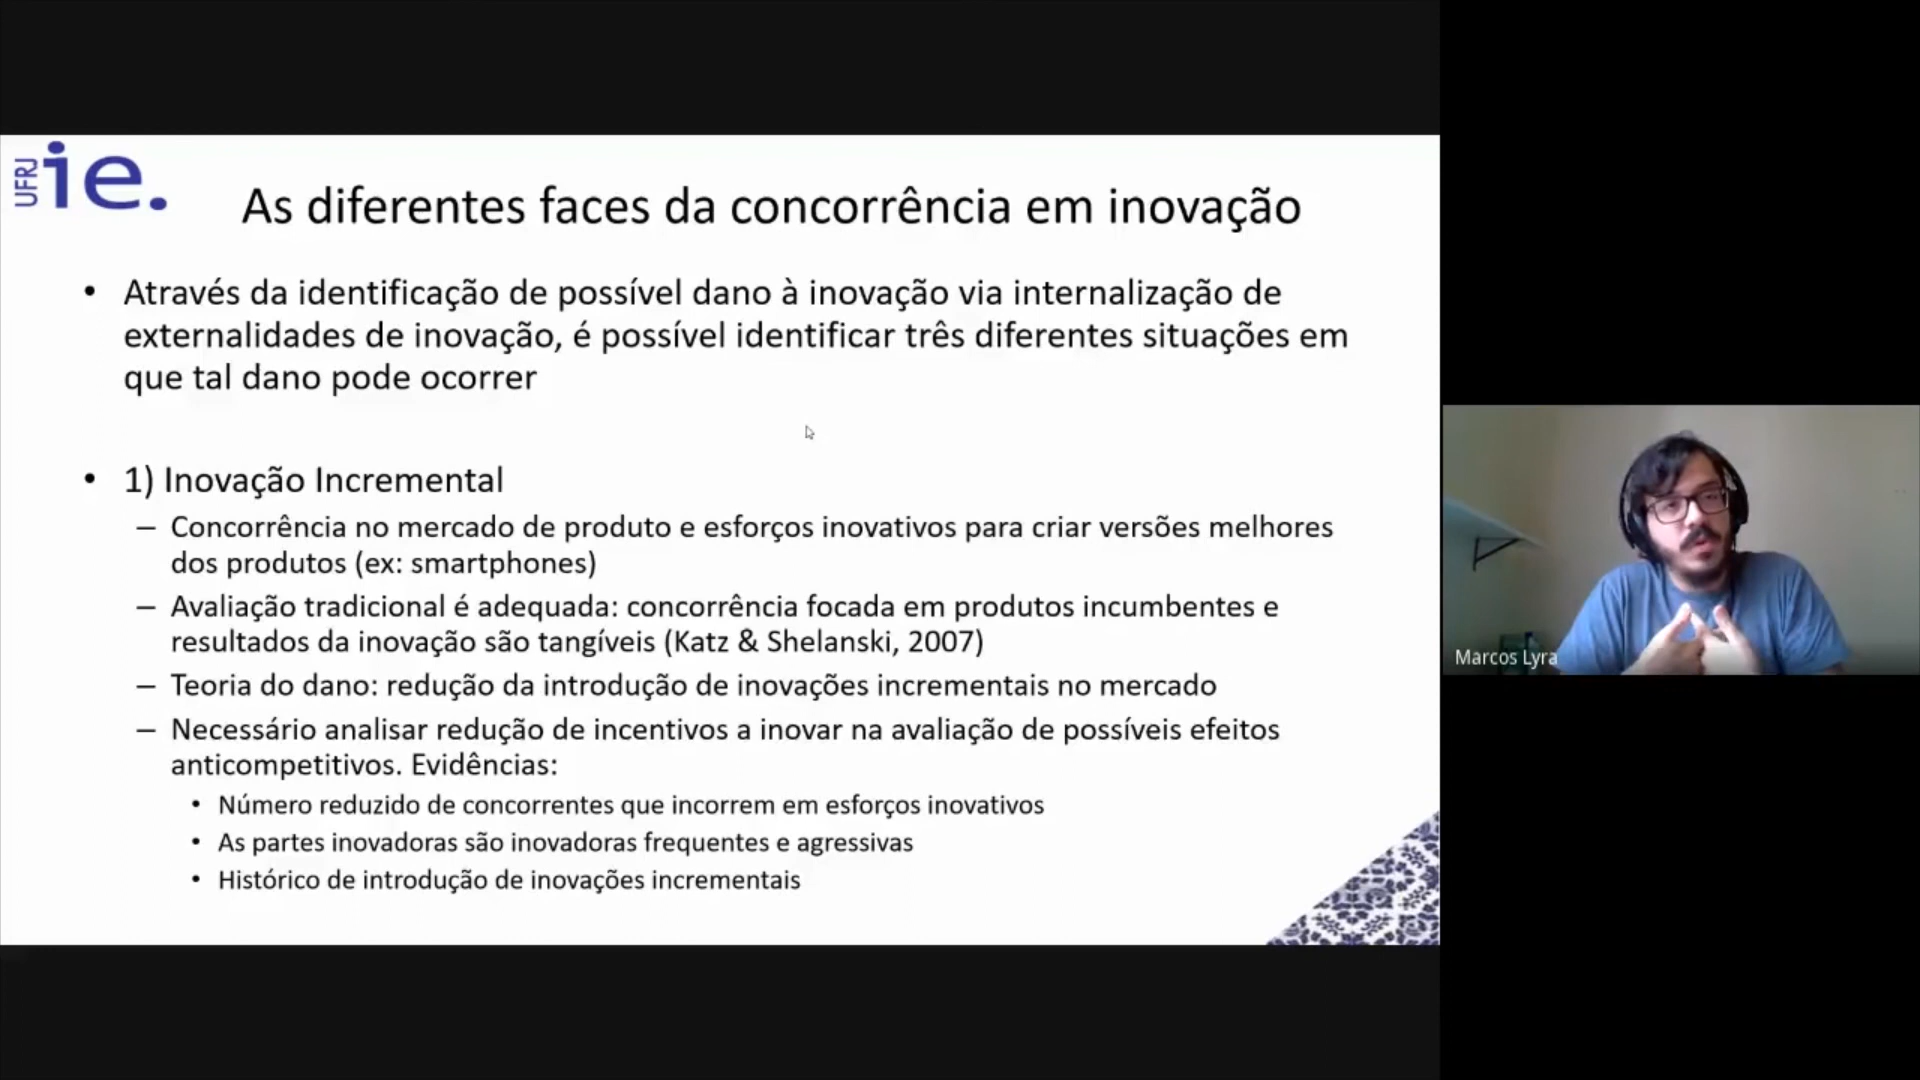 UFRJ ie.
As diferentes faces da concorrência em inovação
• Através da identificação de possível dano à inovação via internalização de
externalidades de inovação, é possível identificar três diferentes situações em
que tal dano pode ocorrer
• 1) Inovação Incremental
– Concorrência no mercado de produto e esforços inovativos para criar versões melhores
dos produtos (ex: smartphones)
– Avaliação tradicional é adequada: concorrência focada em produtos incumbentes e
resultados da inovação são tangíveis (Katz & Shelanski, 2007)
– Teoria do dano: redução da introdução de inovações incrementais no mercado
– Necessário analisar redução de incentivos a inovar na avaliação de possíveis efeitos
anticompetitivos. Evidências:
• Número reduzido de concorrentes que incorrem em esforços inovativos
• As partes inovadoras são inovadoras frequentes e agressivas
• Histórico de introdução de inovações incrementais
Marcos Lyra